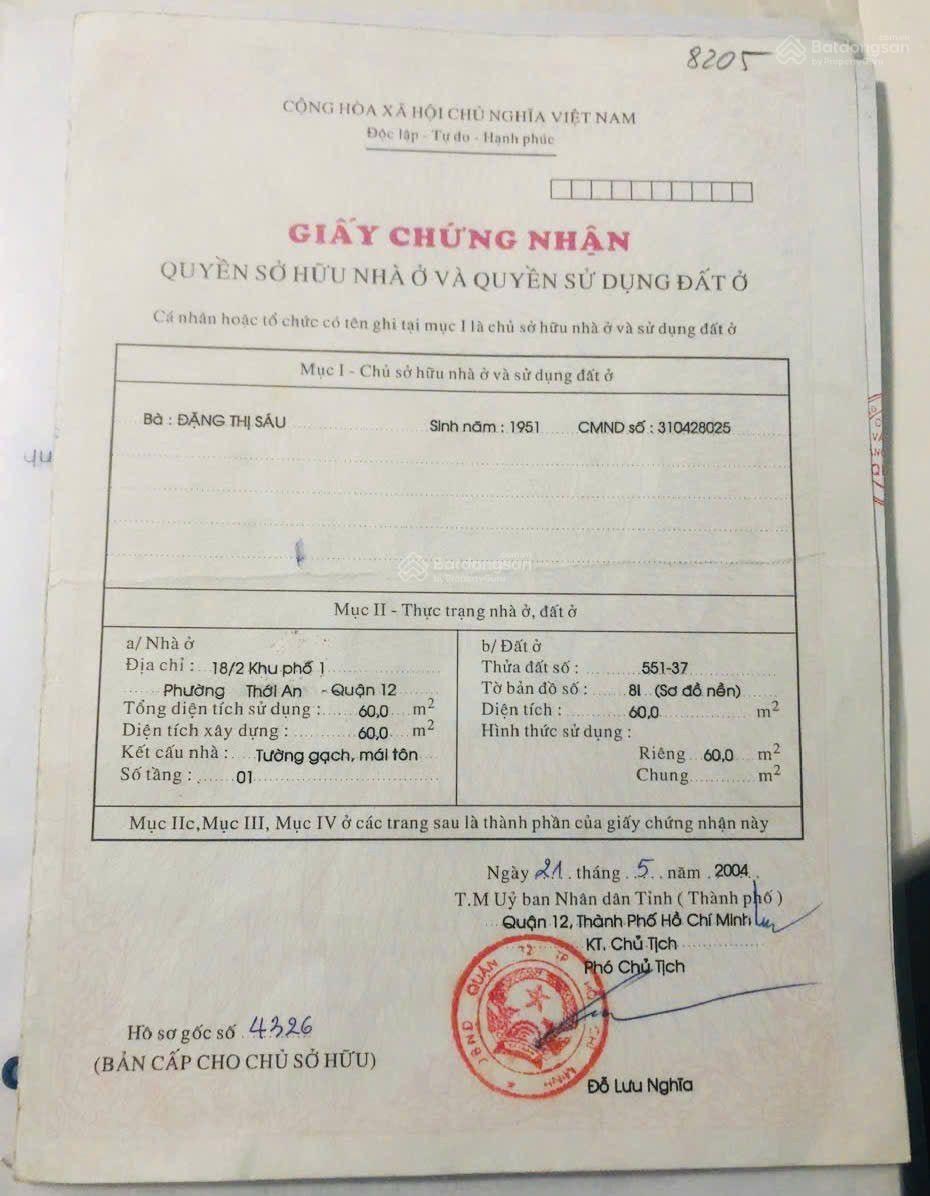 8205
Batdongsan
by PropertyGuru
CỘNG HÒA XÃ HỘI CHỦ NGHĨA VIỆT NAM
Độc lập - Tự do - Hạnh phúc
GIẤY CHỨNG NHẬN
QUYỀN SỞ HỮU NHÀ Ở VÀ QUYỀN SỬ DỤNG ĐẤT Ở
Cá nhân hoặc tổ chức có tên ghi tại mục I là chủ sở hữu nhà ở và sử dụng đất ở
Mục I - Chủ sở hữu nhà ở và sử dụng đất ở
Bà : ĐẶNG THỊ SÁU Sinh năm : 1951 CMND số : 310428025
Batdongsan
by PropertyGuru
Mục II - Thực trạng nhà ở, đất ở
a/ Nhà ở
Địa chỉ : 18/2 Khu phố 1
Phường Thới An - Quận 12
Tổng diện tích sử dụng : 60,0 m2
Diện tích xây dựng : 60,0 m2
Kết cấu nhà : Tường gạch, mái tôn
Số tầng : 01
b/ Đất ở
Thửa đất số : 551-37
Tờ bản đồ số : 8I (Sơ đồ nền)
Diện tích : 60,0 m2
Hình thức sử dụng :
Riêng 60,0 m2
Chung m2
Mục IIc,Mục III, Mục IV ở các trang sau là thành phần của giấy chứng nhận này
Ngày 21 tháng 5 năm 2004
T.M Uỷ ban Nhân dân Tỉnh ( Thành phố )
Quận 12, Thành Phố Hồ Chí Minh
KT. Chủ Tịch
Phó Chủ Tịch
Hồ sơ gốc số 4326
(BẢN CẤP CHO CHỦ SỞ HỮU)
Đỗ Lưu Nghĩa